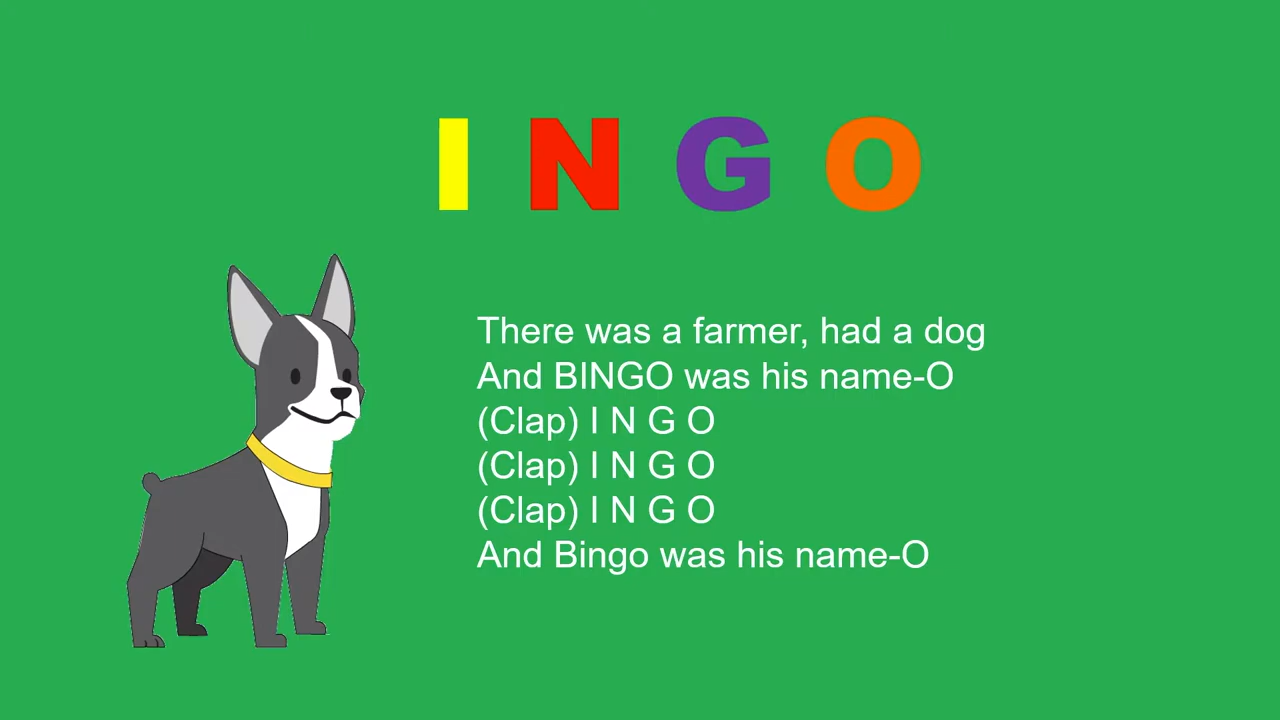 I N G O
There was a farmer, had a dog
And BINGO was his name-O
(Clap) I N G O
(Clap) I N G O
(Clap) I N G O
And Bingo was his name-O